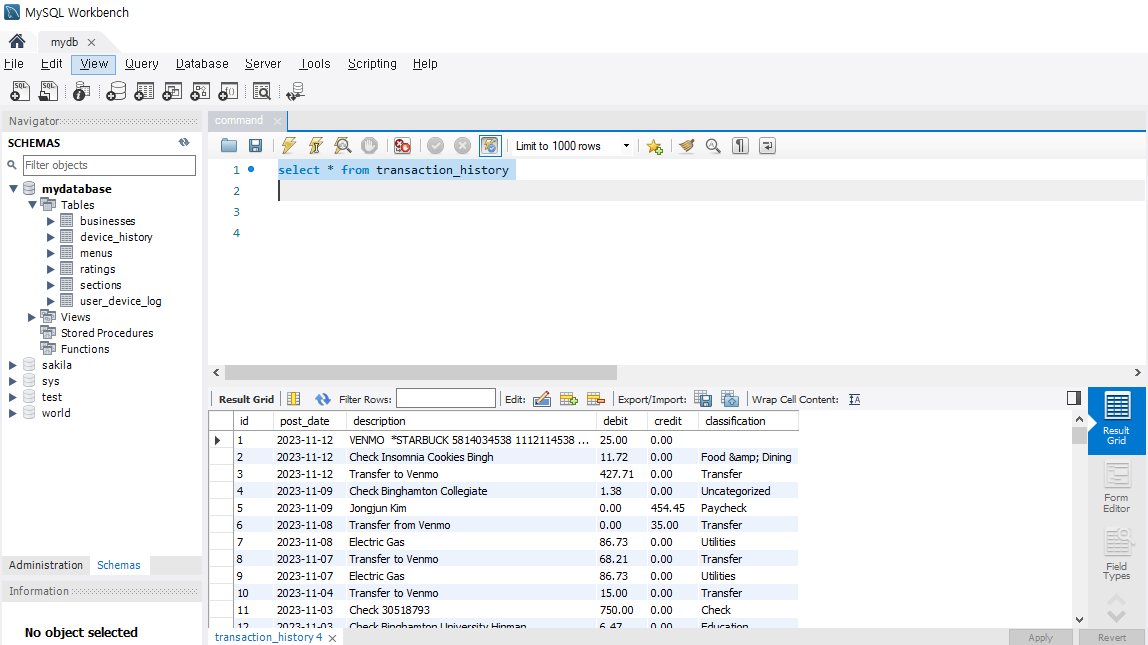 MySQL Workbench
mydb
File Edit View Query Database Server Tools Scripting Help
Navigator
SCHEMAS
Filter objects
mydatabase
Tables
businesses
device_history
menus
ratings
sections
user_device_log
Views
Stored Procedures
Functions
sakila
sys
test
world
Administration Schemas
Information
No object selected
command
Limit to 1000 rows
1 select * from transaction_history
2
3
4
Result Grid Filter Rows: Edit: Export/Import: Wrap Cell Content: IA
id post_date description debit credit classification
1 2023-11-12 VENMO *STARBUCK 5814034538 1112114538 ... 25.00 0.00
2 2023-11-12 Check Insomnia Cookies Bingh 11.72 0.00 Food &amp; Dining
3 2023-11-12 Transfer to Venmo 427.71 0.00 Transfer
4 2023-11-09 Check Binghamton Collegiate 1.38 0.00 Uncategorized
5 2023-11-09 Jongjun Kim 0.00 454.45 Paycheck
6 2023-11-08 Transfer from Venmo 0.00 35.00 Transfer
7 2023-11-08 Electric Gas 86.73 0.00 Utilities
8 2023-11-07 Transfer to Venmo 68.21 0.00 Transfer
9 2023-11-07 Electric Gas 86.73 0.00 Utilities
10 2023-11-04 Transfer to Venmo 15.00 0.00 Transfer
11 2023-11-03 Check 30518793 750.00 0.00 Check
12 2023-11-03 Check Binghamton University Hinman 6.47 0.00 Education
Result
Grid
Form
Editor
Field
Types
transaction_history 4
Apply Revert